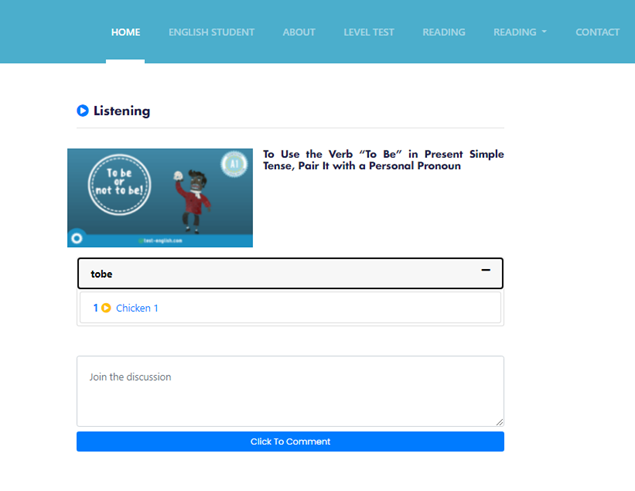 HOME ENGLISH STUDENT ABOUT LEVEL TEST READING READING CONTACT
Listening
To be
or
not to be!
A1
test-english.com
To Use the Verb “To Be” in Present Simple
Tense, Pair It with a Personal Pronoun
tobe
1 Chicken 1
Join the discussion
Click To Comment